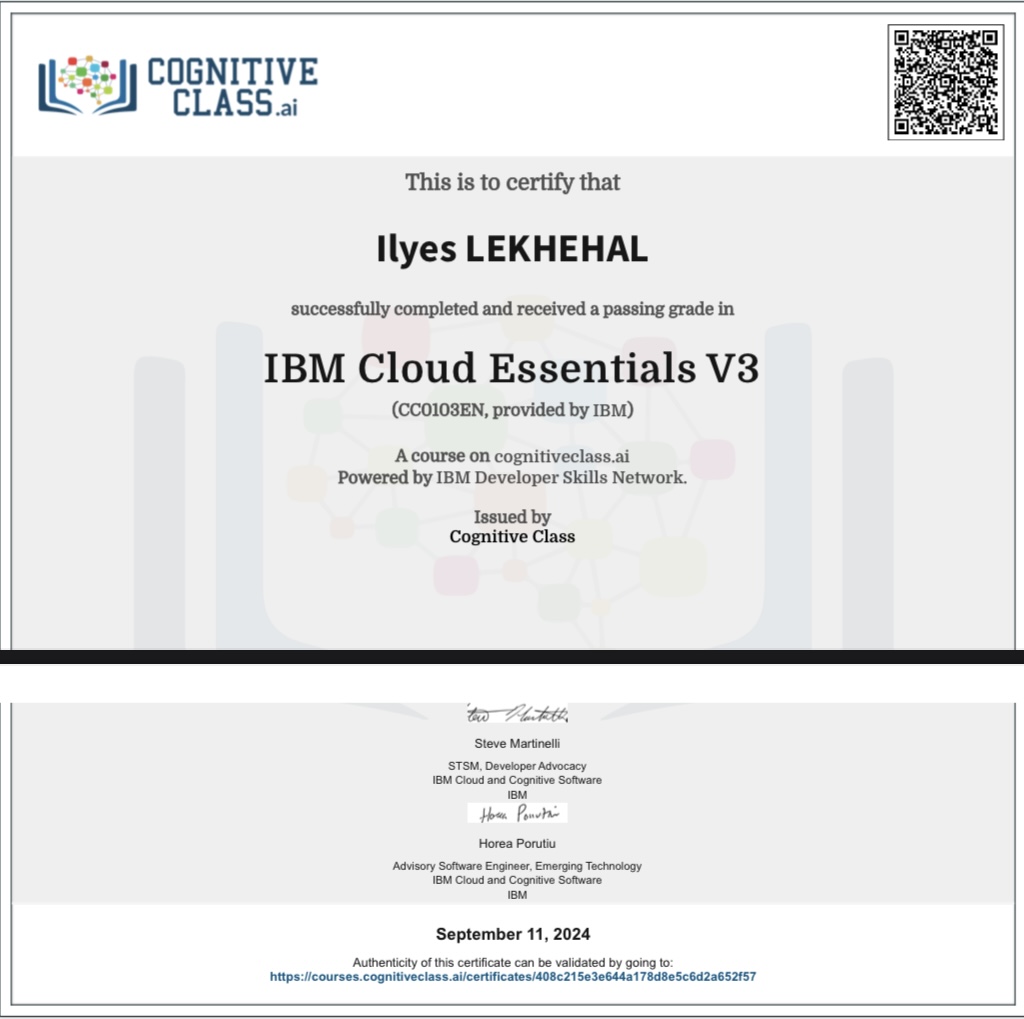 COGNITIVE
CLASS.ai
This is to certify that
Ilyes LEKHEHAL
successfully completed and received a passing grade in
IBM Cloud Essentials V3
(CC0103EN, provided by IBM)
A course on cognitiveclass.ai
Powered by IBM Developer Skills Network.
Issued by
Cognitive Class
Steve Martinelli
STSM, Developer Advocacy
IBM Cloud and Cognitive Software
IBM
Horea Porutiu
Horea Porutiu
Advisory Software Engineer, Emerging Technology
IBM Cloud and Cognitive Software
IBM
September 11, 2024
Authenticity of this certificate can be validated by going to:
https://courses.cognitiveclass.ai/certificates/408c215e3e644a178d8e5c6d2a652f57